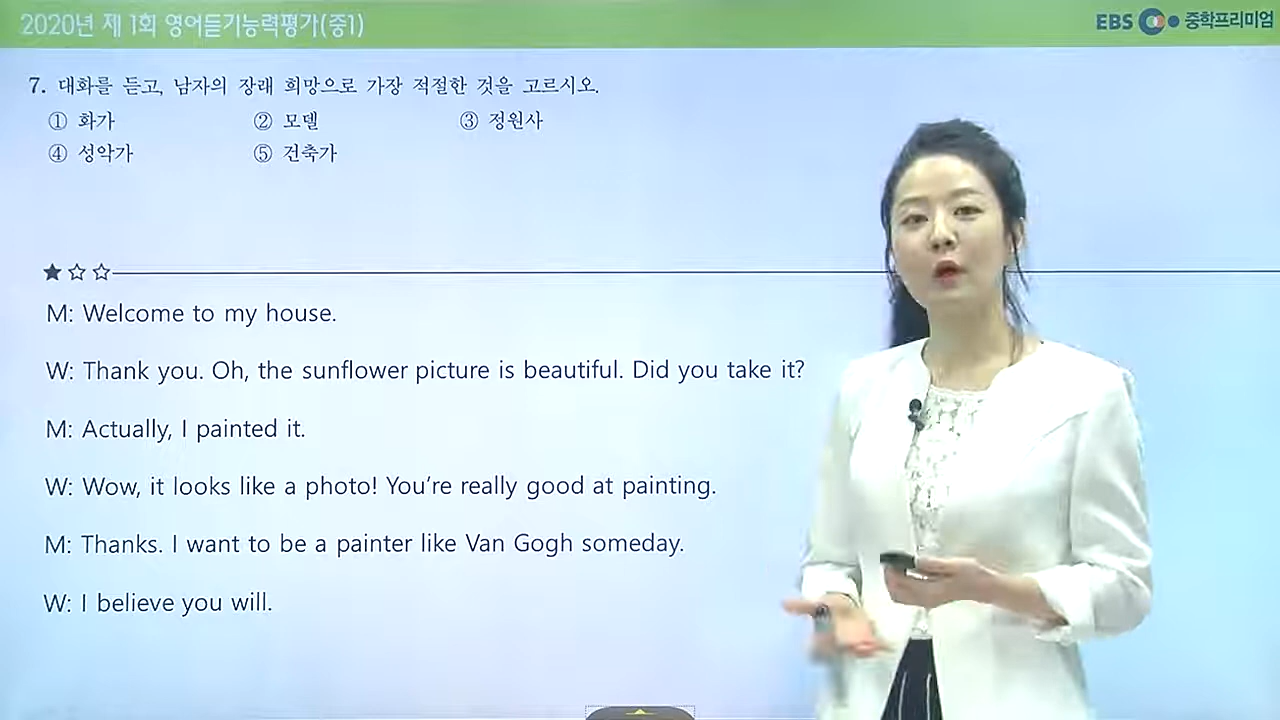 2020년 제 1회 영어듣기능력평가(중1)
EBS 중학프리미엄
7. 대화를 듣고, 남자의 장래 희망으로 가장 적절한 것을 고르시오.
① 화가 ② 모델 ③ 정원사
④ 성악가 ⑤ 건축가
M: Welcome to my house.
W: Thank you. Oh, the sunflower picture is beautiful. Did you take it?
M: Actually, I painted it.
W: Wow, it looks like a photo! You're really good at painting.
M: Thanks. I want to be a painter like Van Gogh someday.
W: I believe you will.